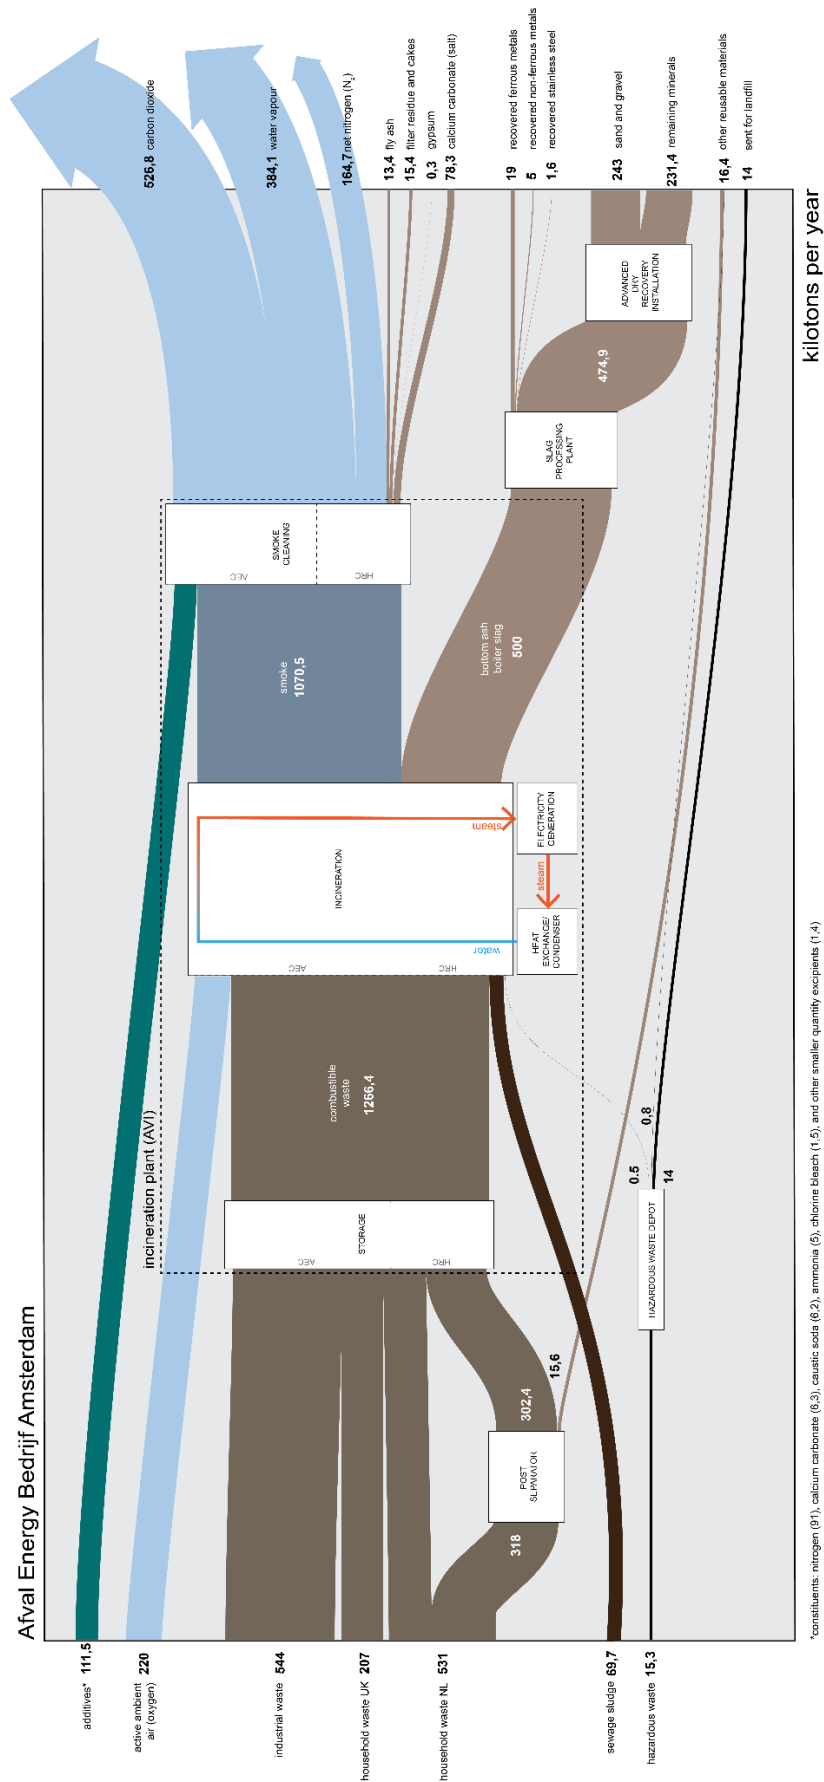 Afval Energy Bedrijf Amsterdam
kilotons per year
incineration plant (AVI)
additives* 111,5
active ambient
air (oxygen)
220
industrial waste 544
household waste UK 207
household waste NL 531
sewage sludge 69,7
hazardous waste 15,3
318
POST
SEPARATOR
302,4
15,6
HAZARDOUS WASTE DEPOT
0.5
0,8
14
AEC
STORAGE
HRC
combustible
waste
1266,4
AEC
HRC
INCINERATION
water
steam
HEAT
EXCHANGE/
CONDENSER
steam
ELECTRICITY
GENERATION
smoke
1070,5
bottom ash
boiler slag
500
AEC
HRC
SMOKE
CLEANING
SLAG
PROCESSING
PLANT
474,9
ADVANCED
DRY
RECOVERY
INSTALLATION
526,8 carbon dioxide
384,1 water vapour
164,7 net nitrogen (N₂)
13,4 fly ash
15,4 filter residue and cakes
0,3 gypsum
78,3 calcium carbonate (salt)
19 recovered ferrous metals
5 recovered non-ferrous metals
1,6 recovered stainless steel
243 sand and gravel
231,4 remaining minerals
16,4 other reusable materials
14 sent for landfill
*constituents: nitrogen (91), calcium carbonate (6,3), caustic soda (6,2), ammonia (5), chlorine bleach (1,5), and other smaller quantity excipients (1,4)